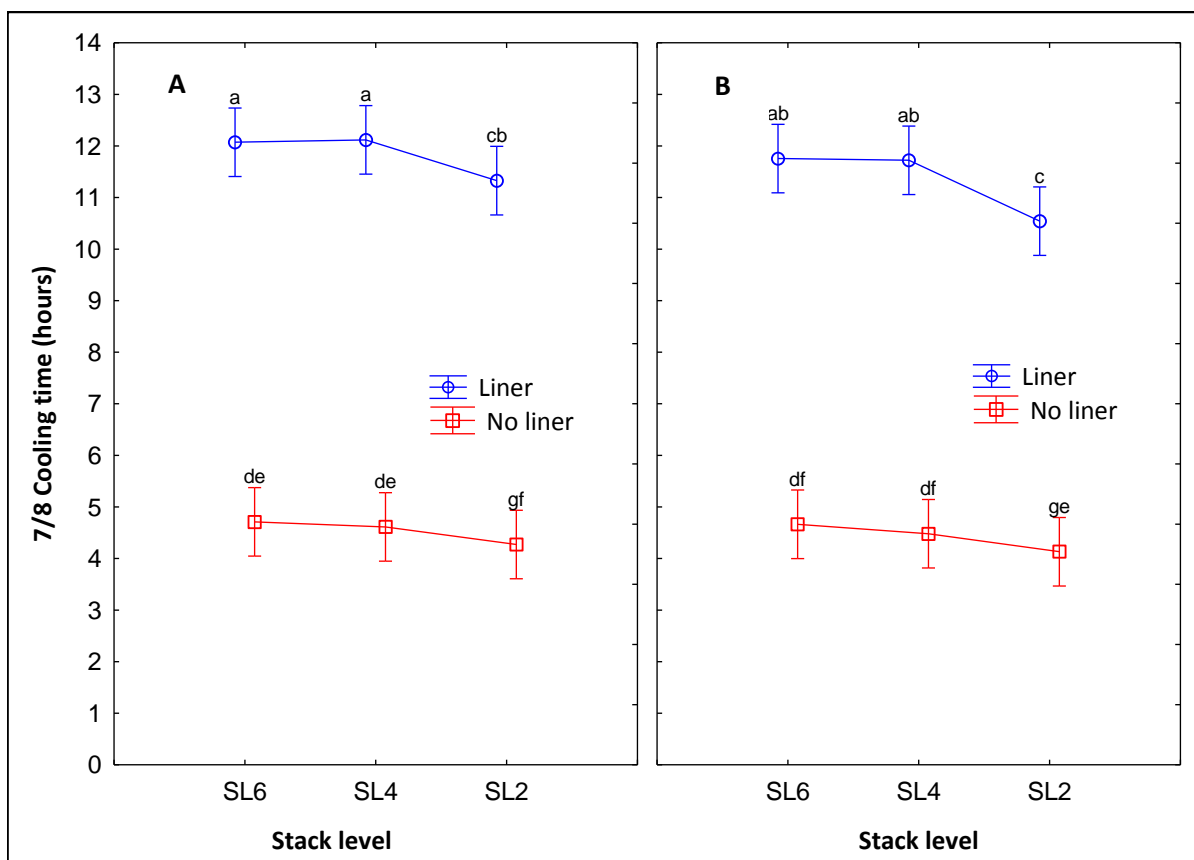 14
13
12
11
10
9
8
7
6
5
4
3
2
1
0
7/8 Cooling time (hours)
A
a
a
cb
Liner
No liner
de
de
gf
SL6 SL4 SL2
Stack level
B
ab
ab
c
Liner
No liner
df
df
ge
SL6 SL4 SL2
Stack level